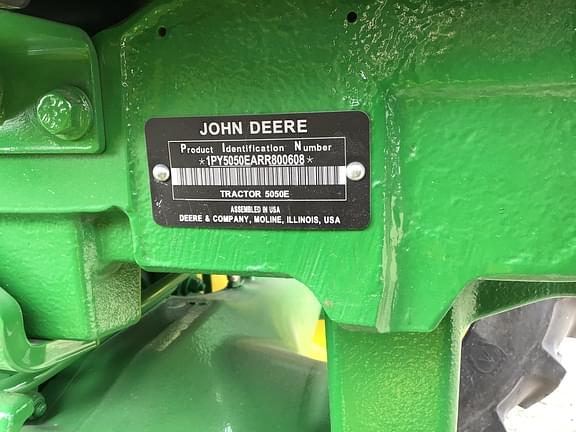 JOHN DEERE
Product Identification Number
*1PY5050EARR800608*
TRACTOR 5050E
ASSEMBLED IN USA
DEERE & COMPANY, MOLINE, ILLINOIS, USA